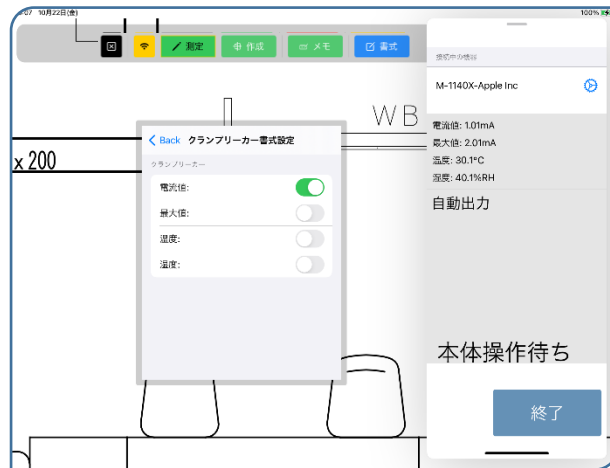 10月22日(金)
100%
測定
作成
メモ
書式
接続中の機器
M-1140X-Apple Inc
WB
x 200
Back クランプリーカー書式設定
クランプリーカー
電流値:
最大値:
湿度:
温度:
電流値: 1.01mA
最大値: 2.01mA
温度: 30.1°C
湿度: 40.1%RH
自動出力
本体操作待ち
終了